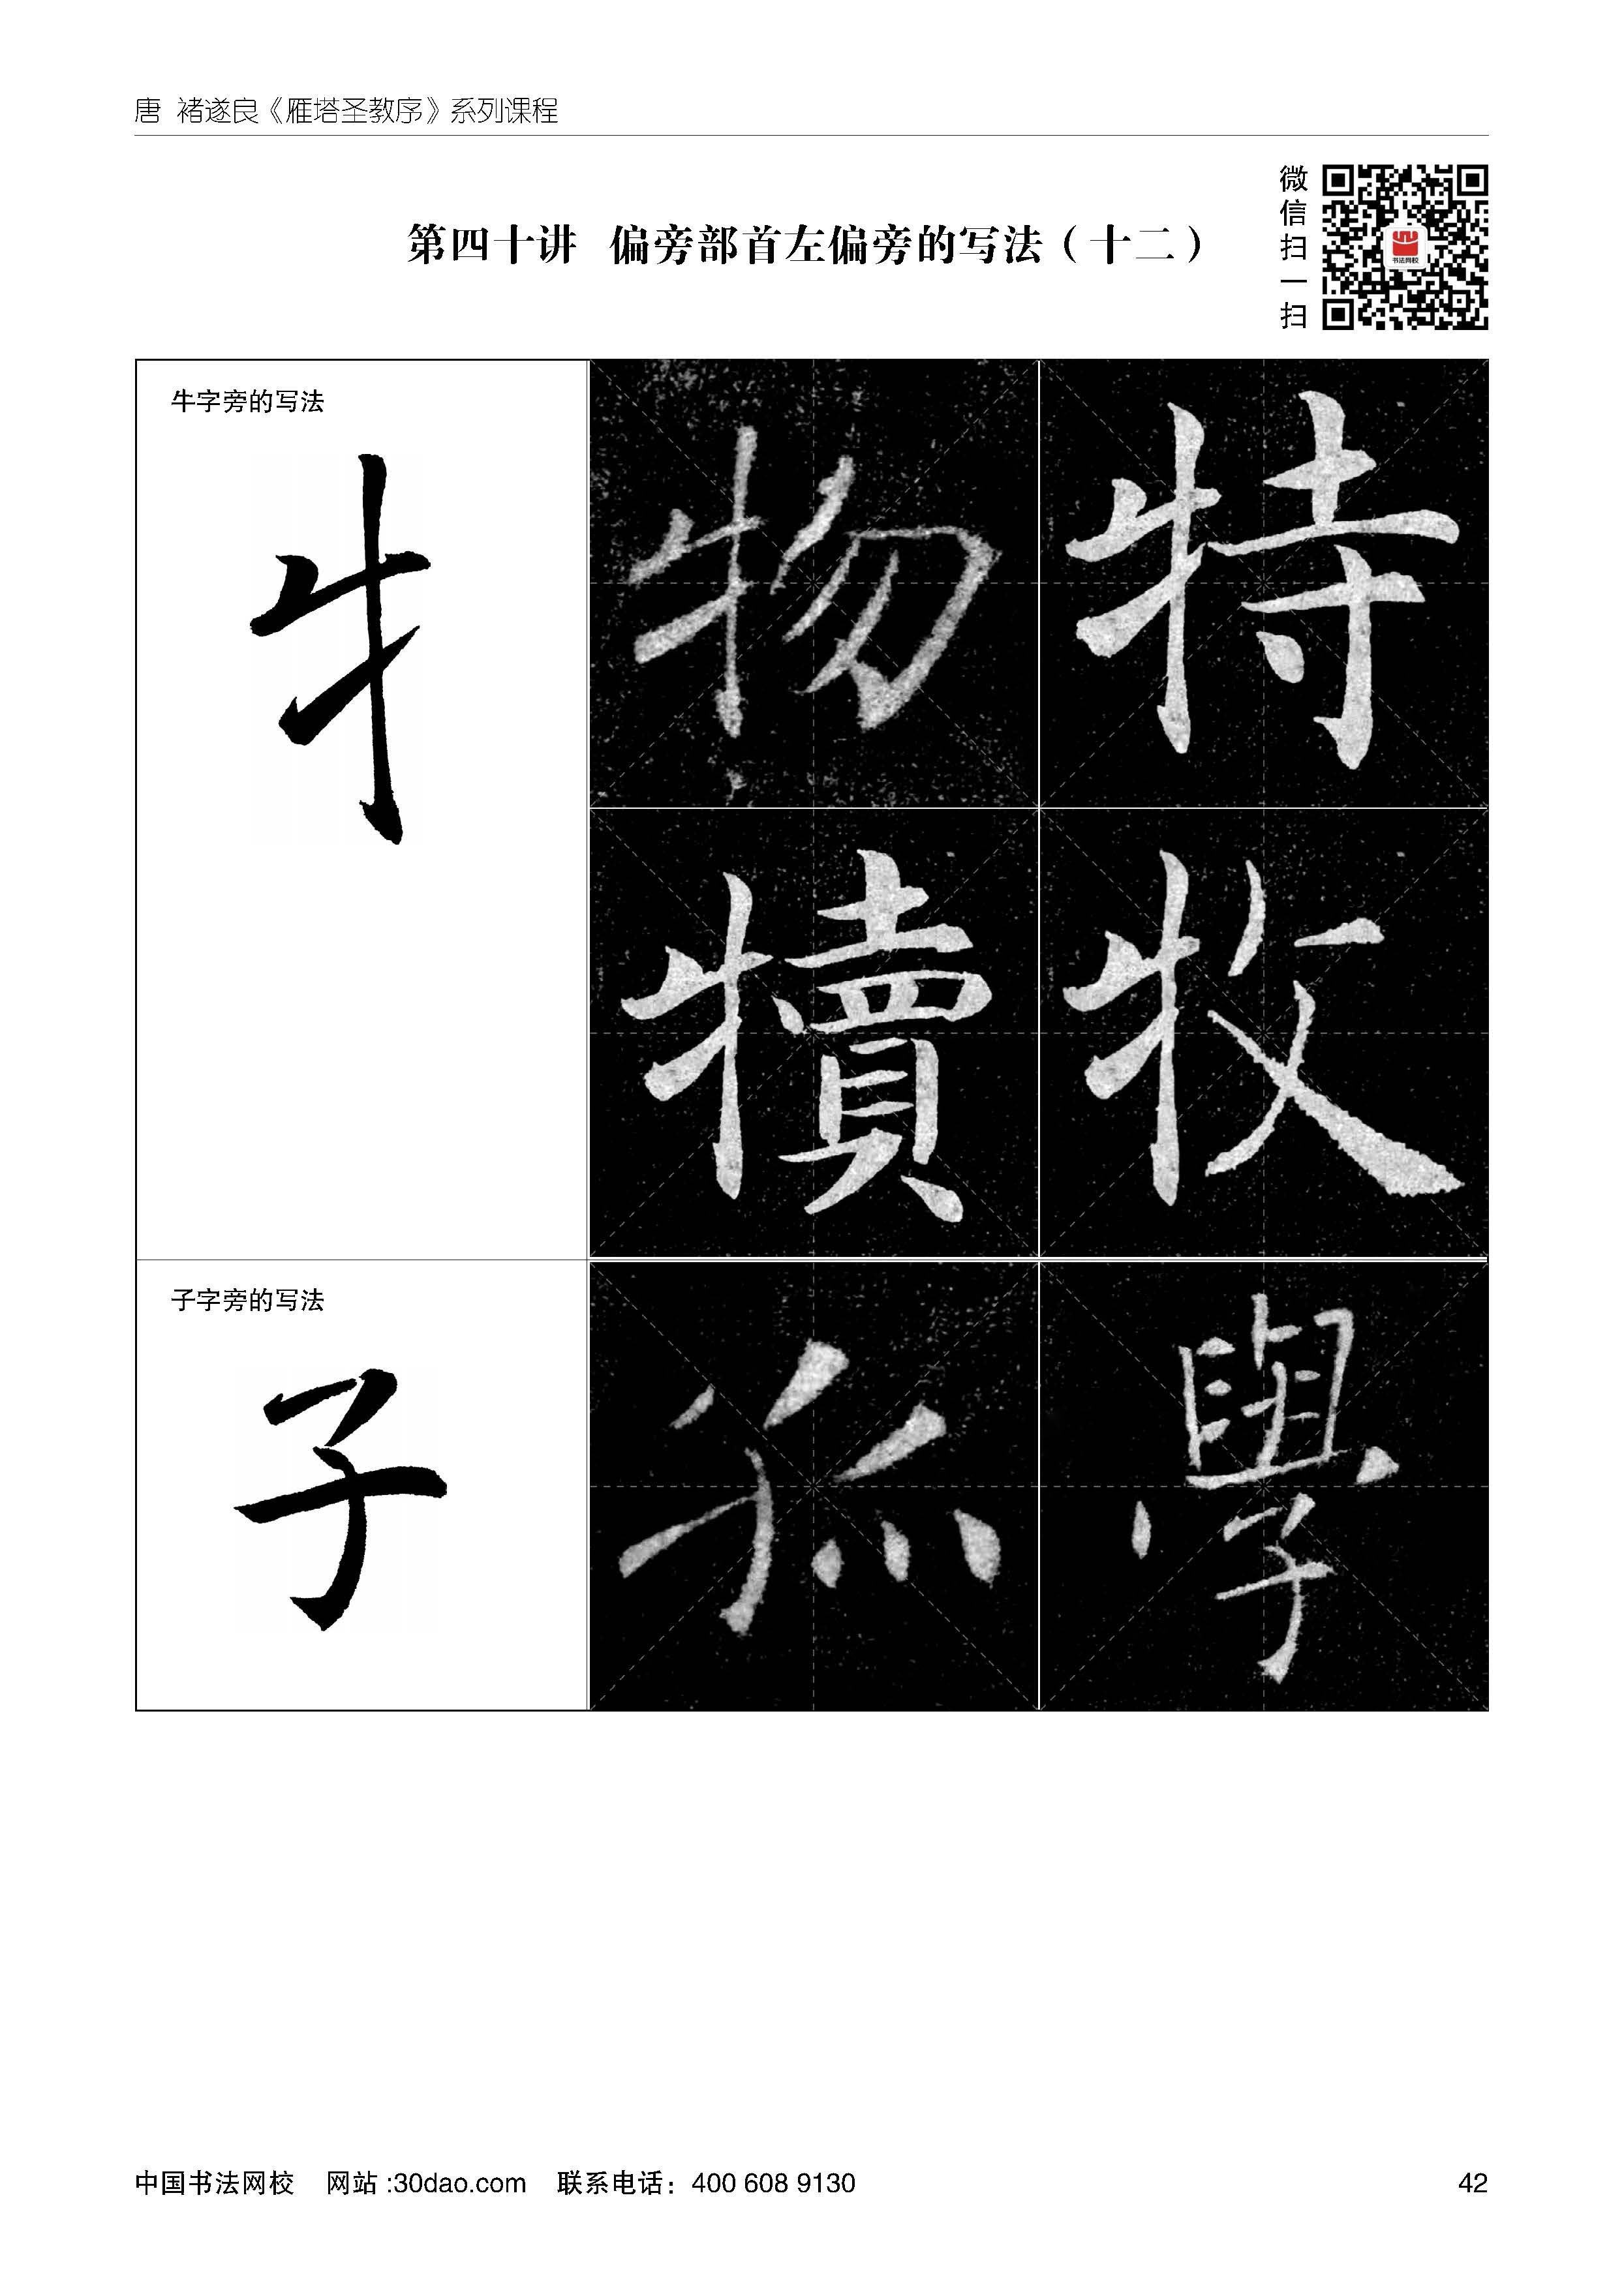 唐 褚遂良《雁塔圣教序》系列课程
第四十讲 偏旁部首左偏旁的写法（十二）
微信扫一扫
书法网校
牛字旁的写法
牜
物 特
犢 牧
子字旁的写法
子
學
中国书法网校 网站 :30dao.com 联系电话：400 608 9130
42